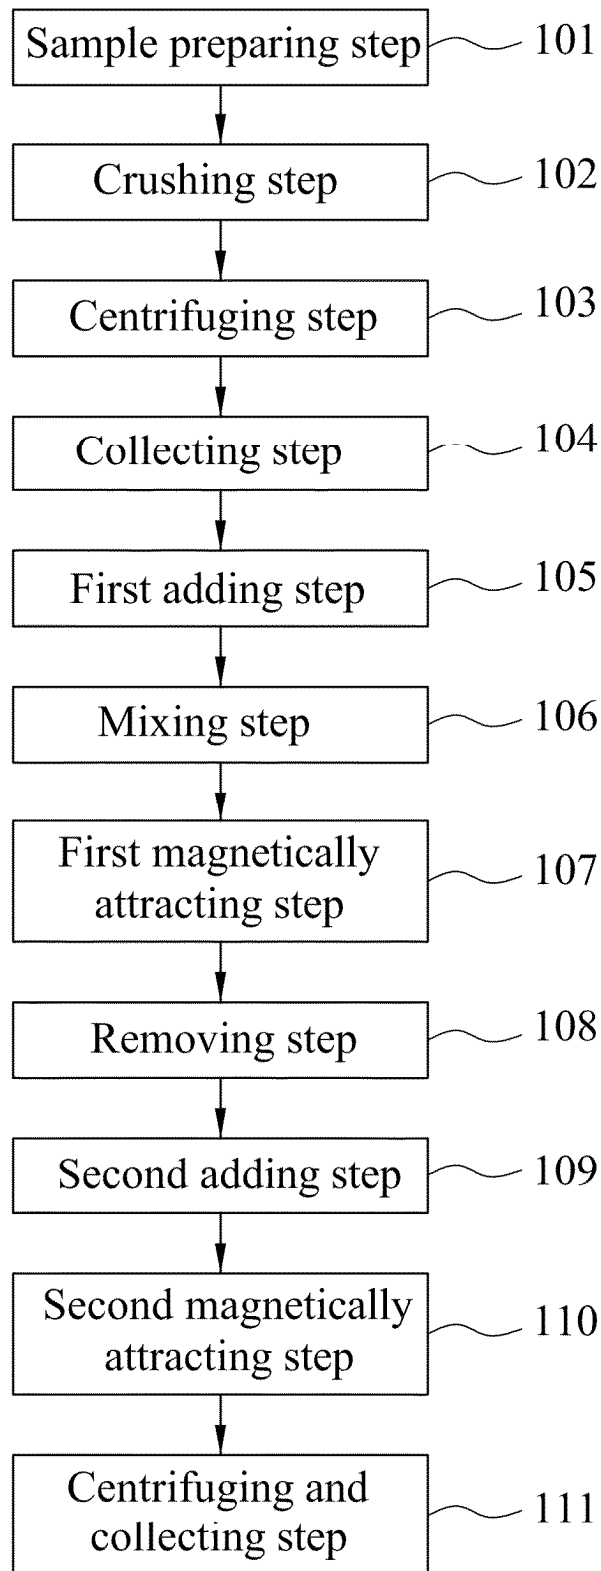 Sample preparing step 101
Crushing step 102
Centrifuging step 103
Collecting step 104
First adding step 105
Mixing step 106
First magnetically
attracting step 107
Removing step 108
Second adding step 109
Second magnetically
attracting step 110
Centrifuging and
collecting step 111